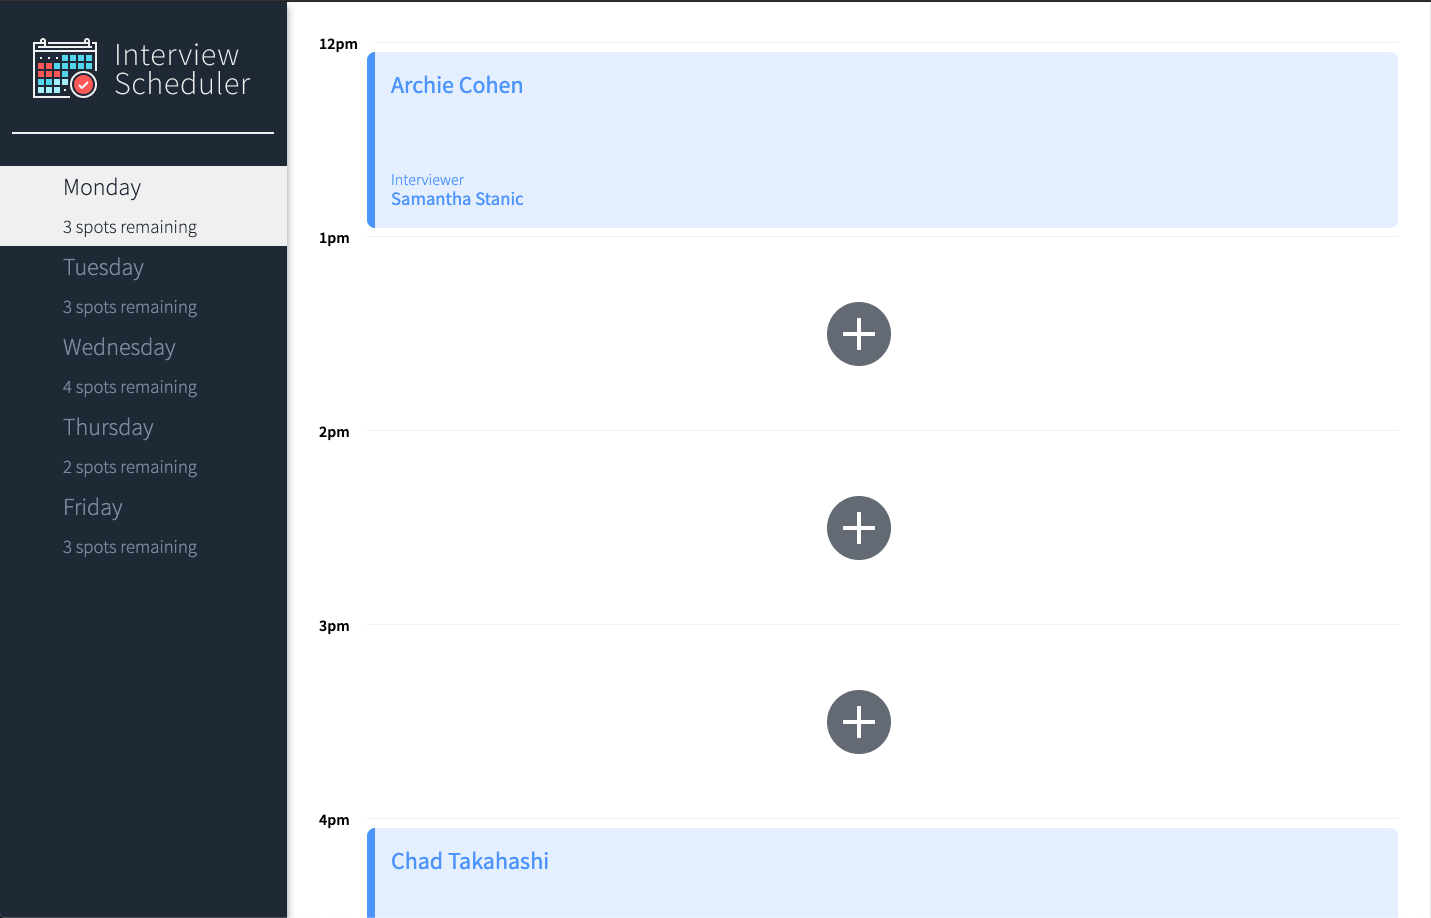 Interview
Scheduler
Monday
3 spots remaining
Tuesday
3 spots remaining
Wednesday
4 spots remaining
Thursday
2 spots remaining
Friday
3 spots remaining
12pm
Archie Cohen
Interviewer
Samantha Stanic
1pm
2pm
3pm
4pm
Chad Takahashi